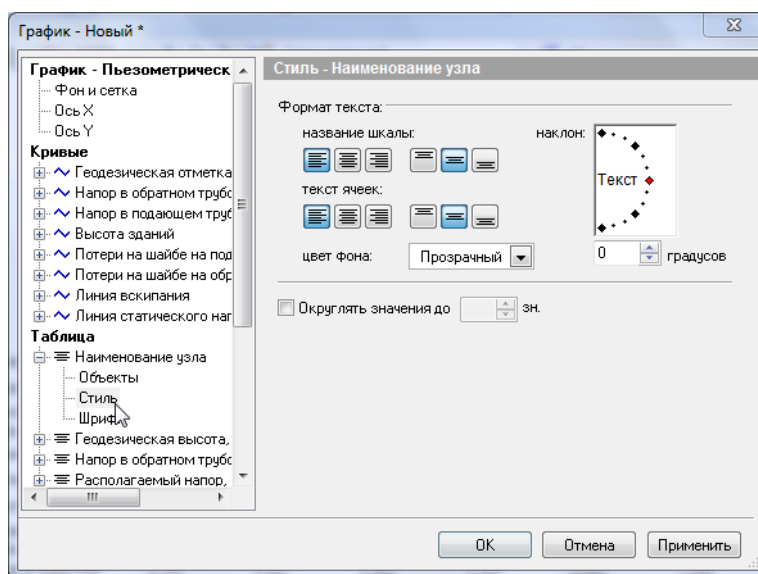 График - Новый *
График - Пьезометрическ
Фон и сетка
Ось X
Ось Y
Кривые
Геодезическая отметка
Напор в обратном трубо
Напор в подающем труб
Высота зданий
Потери на шайбе на под
Потери на шайбе на обр
Линия вскипания
Линия статического нап
Таблица
Наименование узла
Объекты
Стиль
Шриф
Геодезическая высота,
Напор в обратном трубо
Располагаемый напор,
Стиль - Наименование узла
Формат текста:
название шкалы:
наклон:
Текст
текст ячеек:
цвет фона:
Прозрачный
0
градусов
Округлять значения до
зн.
OK
Отмена
Применить